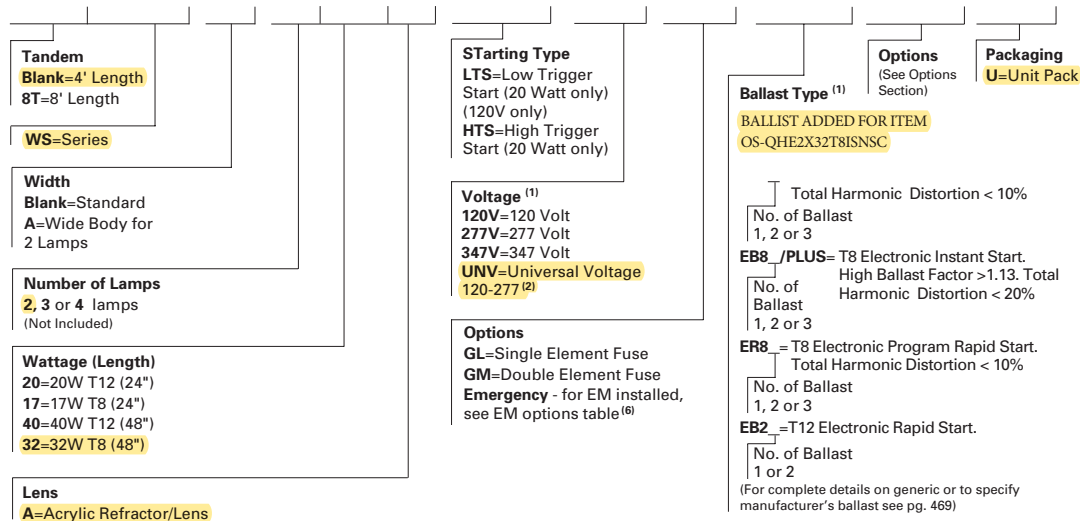 Tandem
Blank=4' Length
8T=8' Length
WS=Series
Width
Blank=Standard
A=Wide Body for
2 Lamps
Number of Lamps
2, 3 or 4 lamps
(Not Included)
Wattage (Length)
20=20W T12 (24")
17=17W T8 (24")
40=40W T12 (48")
32=32W T8 (48")
Lens
A=Acrylic Refractor/Lens
STarting Type
LTS=Low Trigger
Start (20 Watt only)
(120V only)
HTS=High Trigger
Start (20 Watt only)
Voltage (1)
120V=120 Volt
277V=277 Volt
347V=347 Volt
UNV=Universal Voltage
120-277(2)
Options
GL=Single Element Fuse
GM=Double Element Fuse
Emergency - for EM installed,
see EM options table(6)
Ballast Type (1)
BALLIST ADDED FOR ITEM
OS-QHE2X32T8ISNSC
Total Harmonic Distortion < 10%
No. of Ballast
1, 2 or 3
EB8_/PLUS= T8 Electronic Instant Start.
High Ballast Factor >1.13. Total
Harmonic Distortion < 20%
No. of
Ballast
1, 2 or 3
ER8_= T8 Electronic Program Rapid Start.
Total Harmonic Distortion < 10%
No. of Ballast
1, 2 or 3
EB2_=T12 Electronic Rapid Start.
No. of Ballast
1 or 2
(For complete details on generic or to specify
manufacturer's ballast see pg. 469)
Options
(See Options
Section)
Packaging
U=Unit Pack